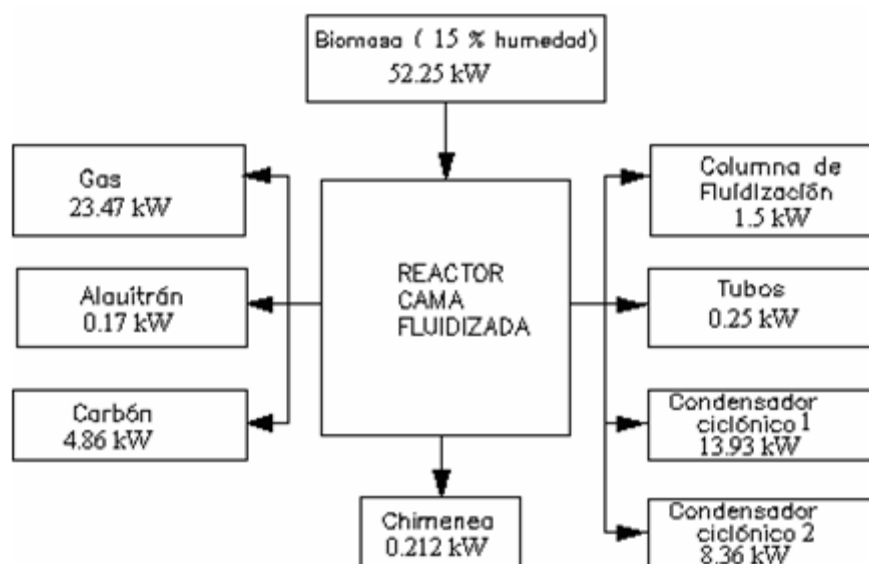 Biomasa ( 15 % humedad)
52.25 kW
Gas
23.47 kW
Alauitrán
0.17 kW
Carbón
4.86 kW
REACTOR
CAMA
FLUIDIZADA
Chimenea
0.212 kW
Columna de
Fluidización
1.5 kW
Tubos
0.25 kW
Condensador
ciclónico 1
13.93 kW
Condensador
ciclónico 2
8.36 kW